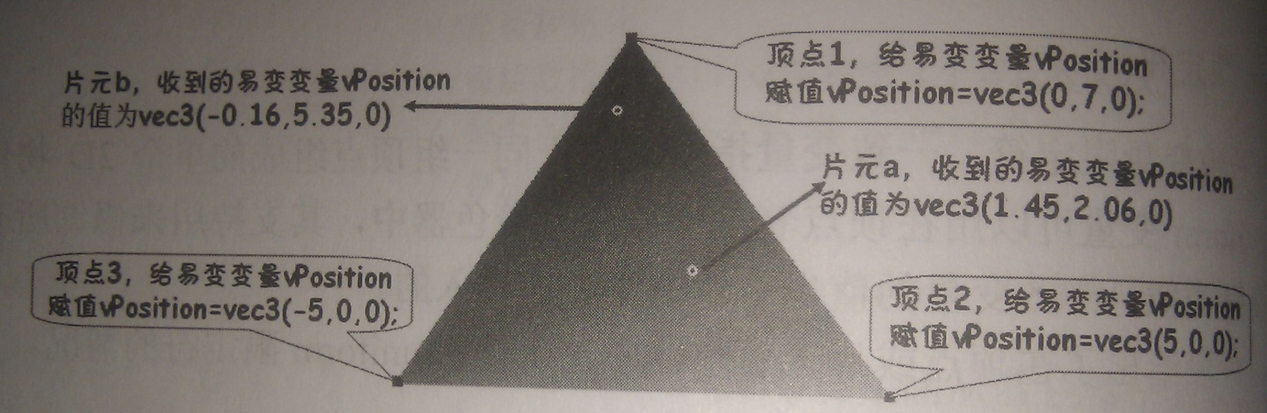 顶点1，给易变变量vPosition
赋值vPosition=vec3(0,7,0);
片元b，收到的易变变量vPosition
的值为vec3(-0.16,5.35,0)
片元a，收到的易变变量vPosition
的值为vec3(1.45,2.06,0)
顶点3，给易变变量vPosition
赋值vPosition=vec3(-5,0,0);
顶点2，给易变变量vPosition
赋值vPosition=vec3(5,0,0);